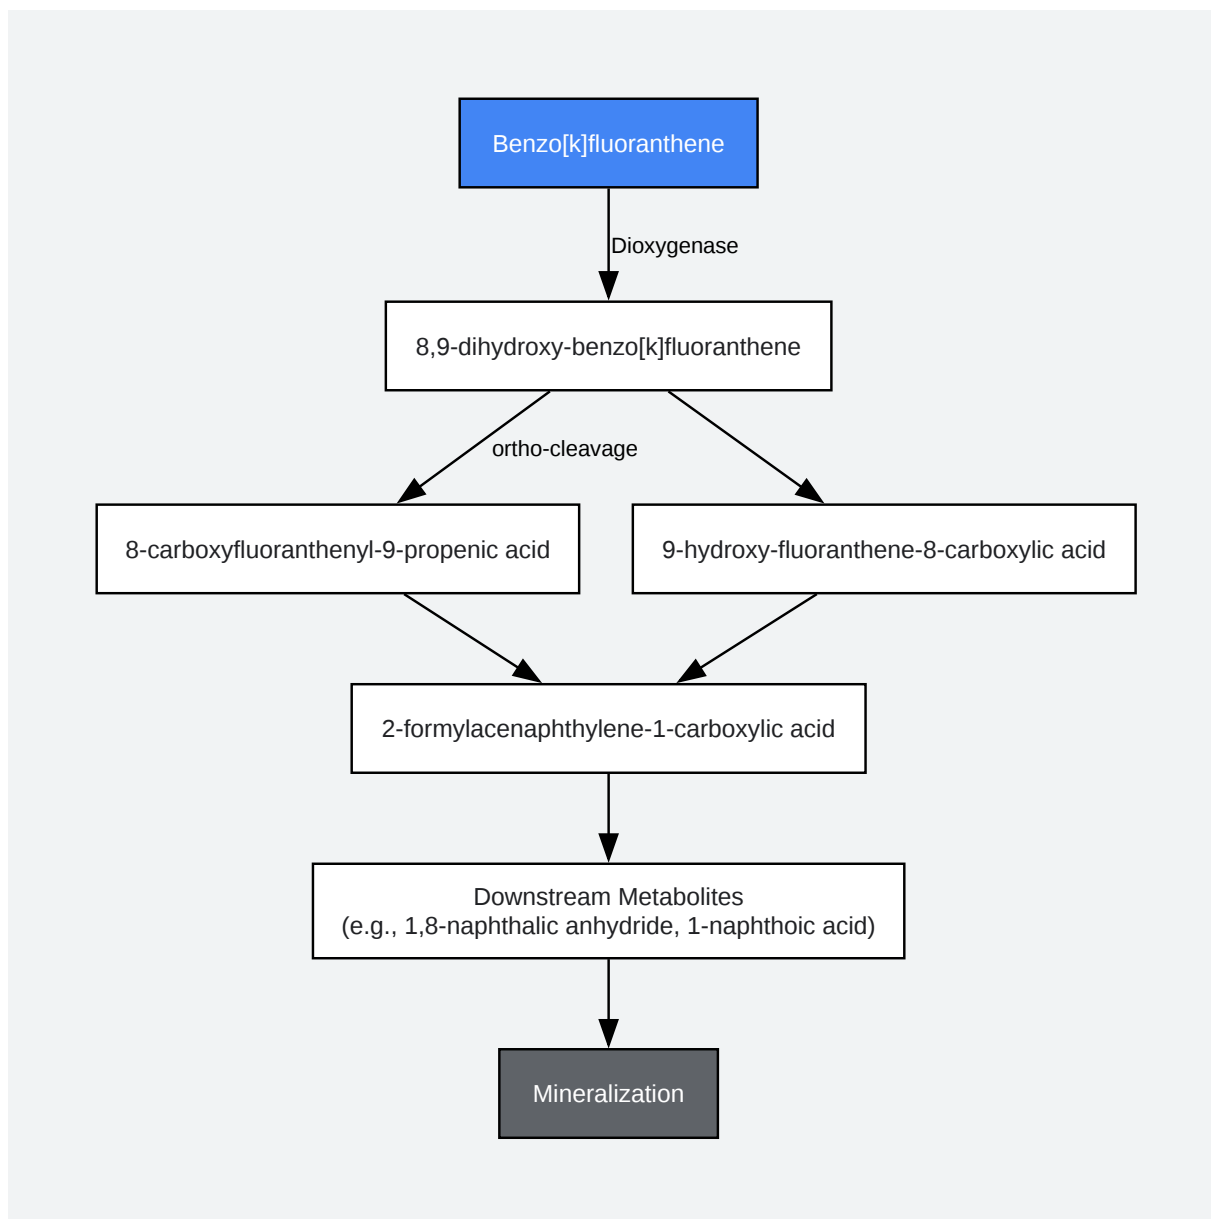 Benzo[k]fluoranthene
Dioxygenase
8,9-dihydroxy-benzo[k]fluoranthene
ortho-cleavage
8-carboxyfluoranthenyl-9-propenic acid
9-hydroxy-fluoranthene-8-carboxylic acid
2-formylacenaphthylene-1-carboxylic acid
Downstream Metabolites
(e.g., 1,8-naphthalic anhydride, 1-naphthoic acid)
Mineralization